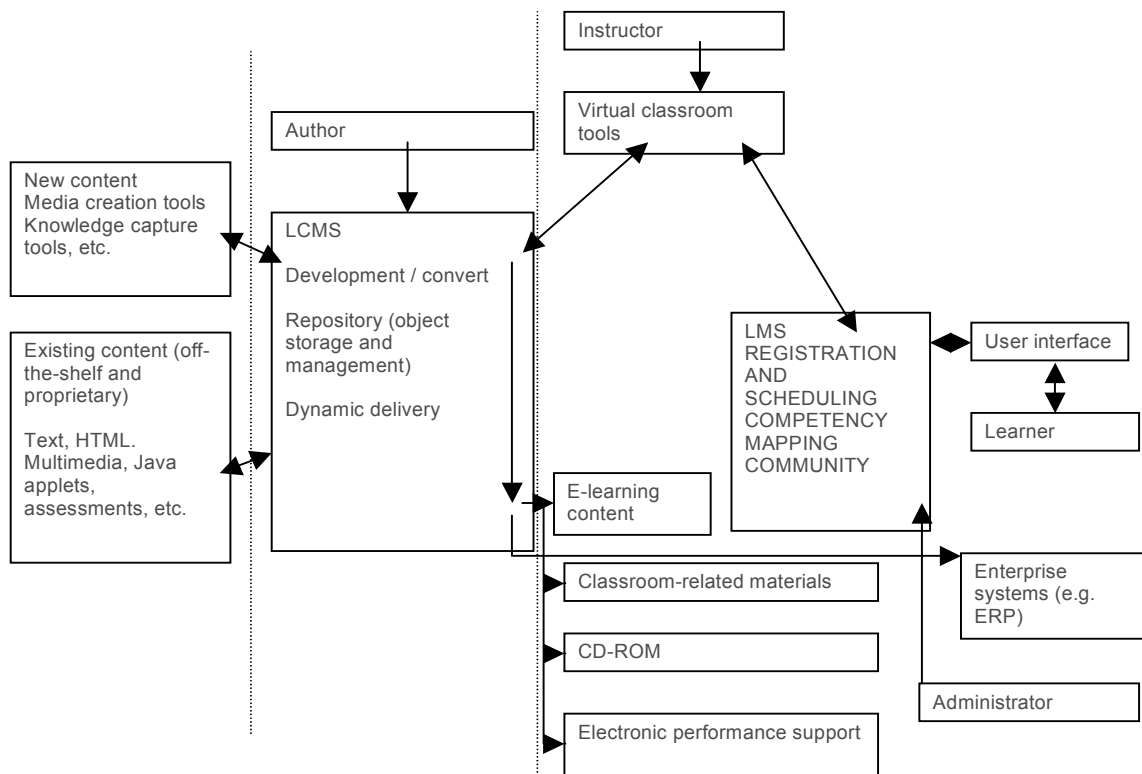 Instructor
Virtual classroom
tools
Author
New content
Media creation tools
Knowledge capture
tools, etc.
LCMS
Development / convert
Repository (object
storage and
management)
Dynamic delivery
Existing content (off-
the-shelf and
proprietary)
Text, HTML.
Multimedia, Java
applets,
assessments, etc.
LMS
REGISTRATION
AND
SCHEDULING
COMPETENCY
MAPPING
COMMUNITY
User interface
Learner
E-learning
content
Classroom-related materials
CD-ROM
Electronic performance support
Enterprise
systems (e.g.
ERP)
Administrator